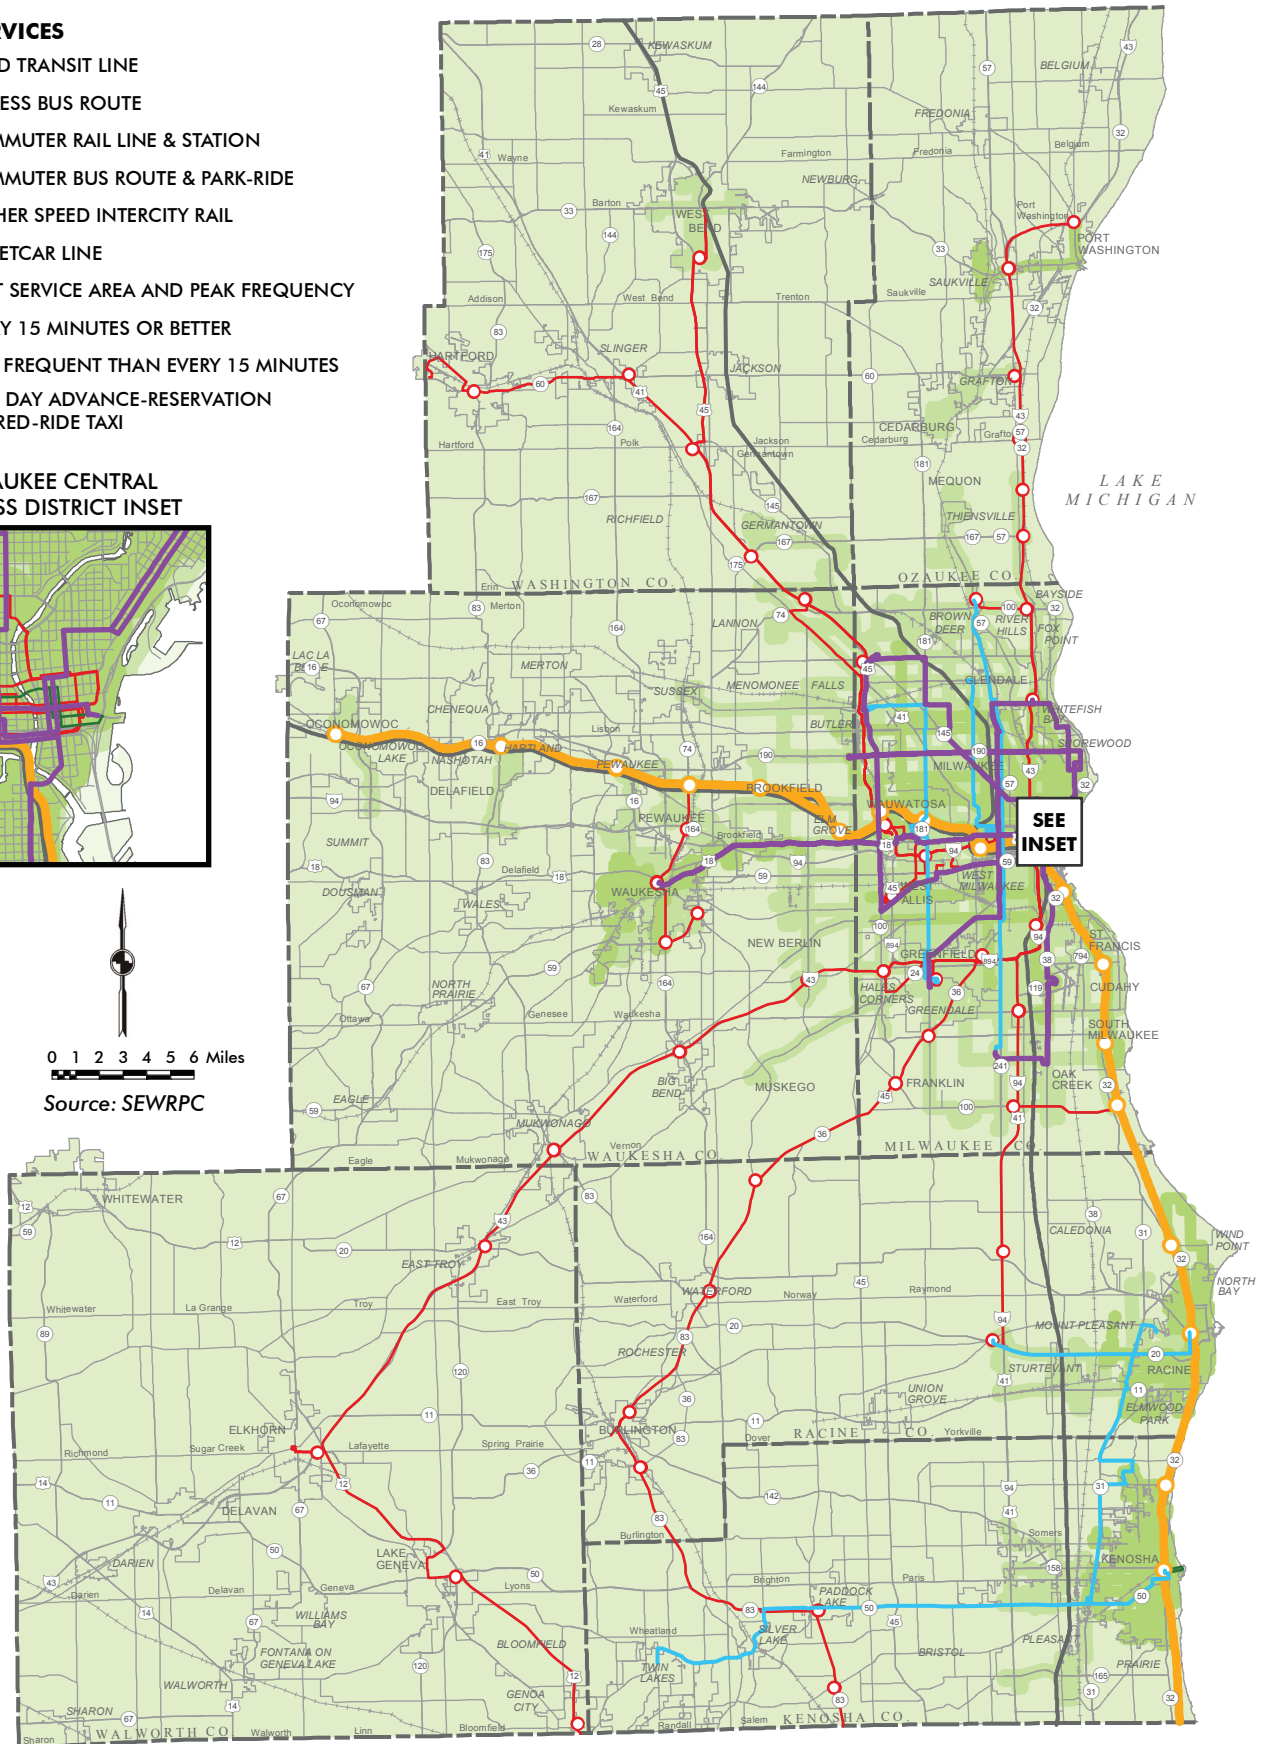 RVICES
D TRANSIT LINE
ESS BUS ROUTE
MMUTER RAIL LINE & STATION
MMUTER BUS ROUTE & PARK-RIDE
HER SPEED INTERCITY RAIL
ETCAR LINE
T SERVICE AREA AND PEAK FREQUENCY
Y 15 MINUTES OR BETTER
FREQUENT THAN EVERY 15 MINUTES
DAY ADVANCE-RESERVATION
RED-RIDE TAXI
AUKEE CENTRAL
SS DISTRICT INSET
0 1 2 3 4 5 6 Miles
Source: SEWRPC
SEE
INSET
LAKE
MICHIGAN
KEWASKUM
Kewaskum
Wayne
Barton
Farmington
NEWBURG
FREDONIA
Fredonia
BELGIUM
Belgium
Port
Washington
PORT
WASHINGTON
WEST
BEND
SAUKVILLE
Saukville
Addison
West Bend
Trenton
HARTFORD
SLINGER
JACKSON
GRAFTON
CEDARBURG
Cedarburg
Hartford
Polk
Jackson
Germantown
MEQUON
THIENSVILLE
RICHFIELD
GERMANTOWN
Erin
WASHINGTON CO.
OZAUKEE CO.
Oconomowoc
Merton
LANNON
BROWN
DEER
RIVER
HILLS
BAYSIDE
FOX
POINT
MERTON
SUSSEX
MENOMONEE FALLS
GLENDALE
CHENEQUA
BUTLER
WHITEFISH
BAY
SHOREWOOD
OCONOMOWOC
OCONOMOWOC
LAKE
NASHOTAH
HARTLAND
Lisbon
PEWAUKEE
MILWAUKEE
DELAFIELD
BROOKFIELD
WAUWATOSA
PEWAUKEE
Brookfield
ELM
GROVE
SUMMIT
Delafield
DOUSMAN
WALES
WAUKESHA
WEST
ALLIS
WEST
MILWAUKEE
NEW BERLIN
GREENFIELD
ST.
FRANCIS
CUDAHY
NORTH
PRAIRIE
HALES
CORNERS
GREENDALE
Ottawa
Genesee
Waukesha
SOUTH
MILWAUKEE
BIG
BEND
MUSKEGO
FRANKLIN
OAK
CREEK
EAGLE
MUKWONAGO
Vernon
Eagle
Mukwonago
WAUKESHA CO.
MILWAUKEE CO.
WHITEWATER
CALEDONIA
WIND
POINT
NORTH
BAY
EAST TROY
Whitewater
La Grange
Troy
East Troy
Waterford
WATERFORD
Norway
Raymond
MOUNT PLEASANT
ROCHESTER
STURTEVANT
RACINE
UNION
GROVE
ELMWOOD
PARK
ELKHORN
BURLINGTON
Dover
RACINE CO.
Yorkville
Richmond
Sugar Creek
Lafayette
Spring Prairie
DELAVAN
Burlington
Somers
LAKE
GENEVA
KENOSHA
DARIEN
Darien
Delavan
Geneva
Lyons
Brighton
Paris
PADDOCK
LAKE
WILLIAMS
BAY
Wheatland
SILVER
LAKE
FONTANA ON
GENEVA LAKE
BLOOMFIELD
TWIN
LAKES
BRISTOL
PLEASANT
PRAIRIE
WALWORTH
GENOA
CITY
SHARON
Sharon
WALWORTH CO.
Walworth
Linn
Bloomfield
Randall
Salem
KENOSHA CO.